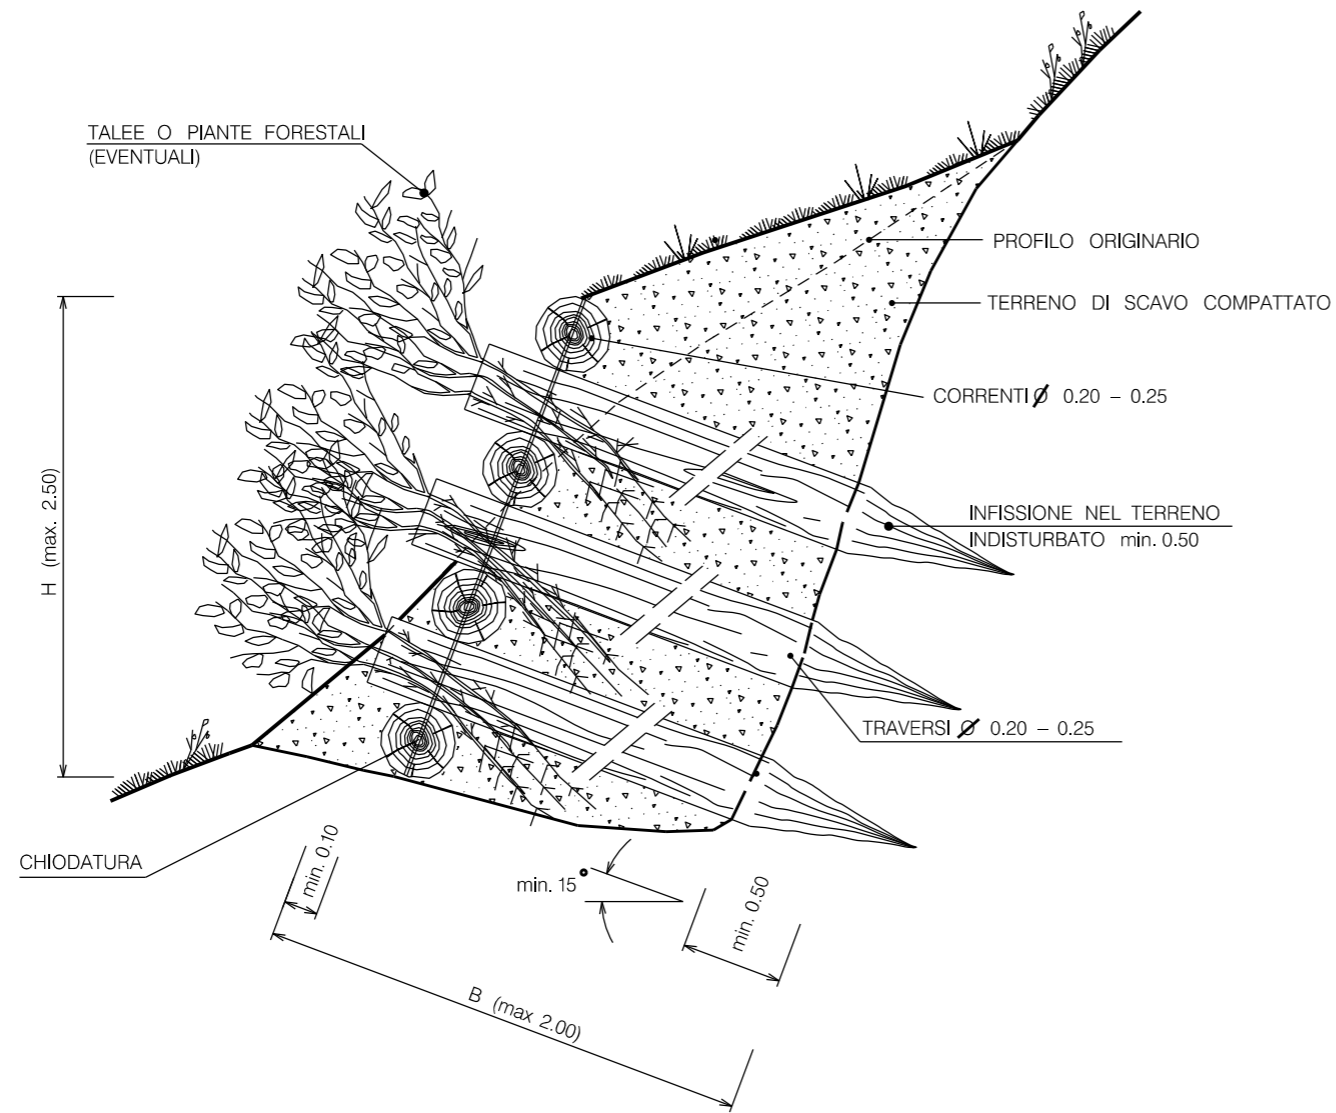 TALEE O PIANTE FORESTALI
(EVENTUALI)
PROFILO ORIGINARIO
TERRENO DI SCAVO COMPATTATO
CORRENTI Ø 0.20 - 0.25
H (max. 2.50)
INFISSIONE NEL TERRENO
INDISTURBATO min. 0.50
TRAVERSI Ø 0.20 - 0.25
CHIODATURA
min. 0.10
min. 15°
min. 0.50
B (max 2.00)